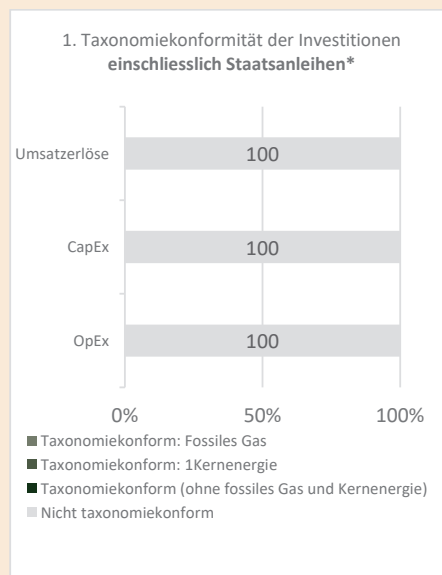 1. Taxonomiekonformität der Investitionen
einschliesslich Staatsanleihen*
Umsatzerlöse
100
CapEx
100
OpEx
100
0%
50%
100%
Taxonomiekonform: Fossiles Gas
Taxonomiekonform: 1Kernenergie
Taxonomiekonform (ohne fossiles Gas und Kernenergie)
Nicht taxonomiekonform